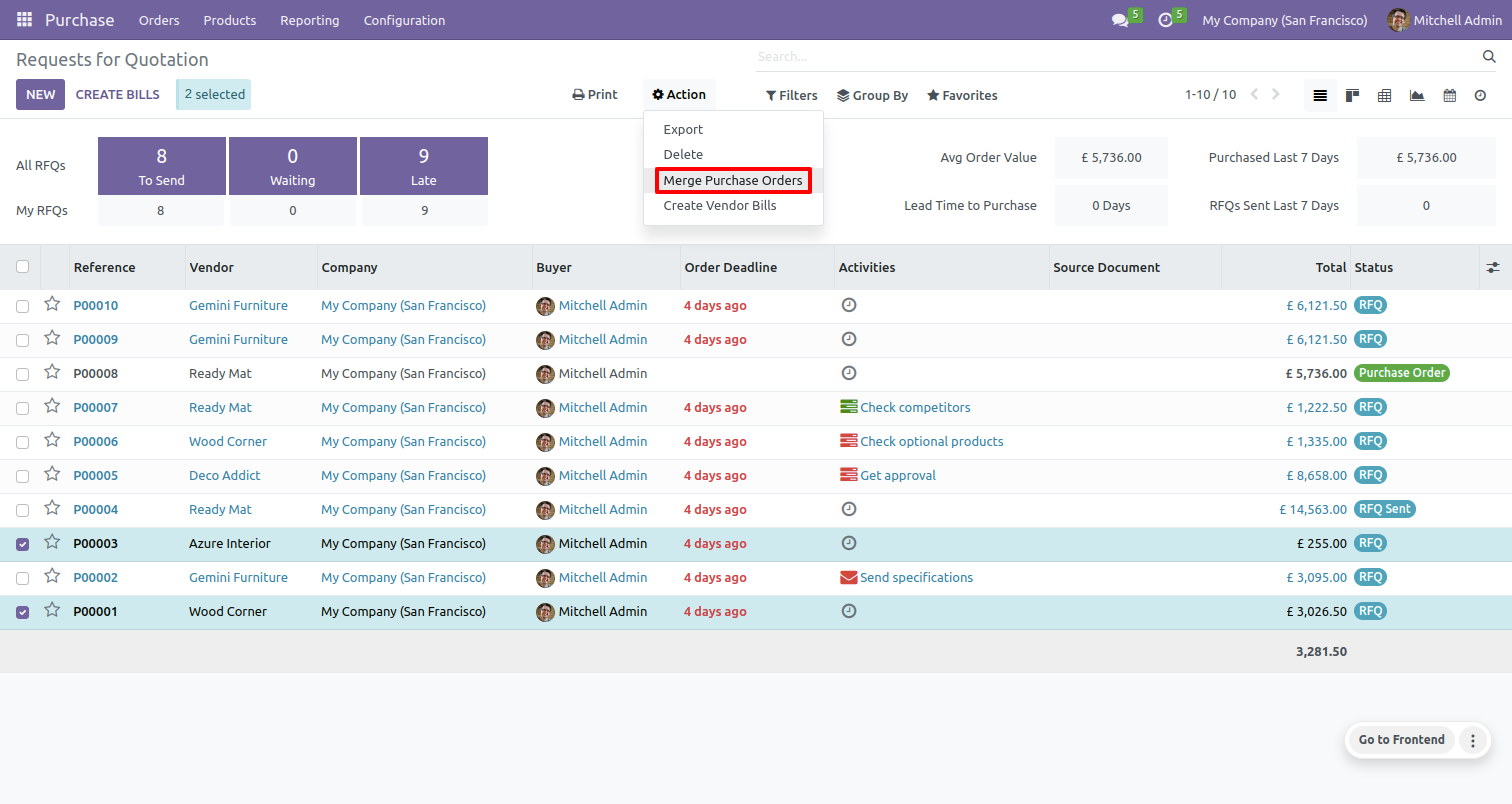 Purchase Orders Products Reporting Configuration 5 5 My Company (San Francisco) Mitchell Admin
Requests for Quotation Search...
NEW CREATE BILLS 2 selected Print Action Filters Group By Favorites 1-10 / 10
Export
Delete
Merge Purchase Orders
Create Vendor Bills
All RFQs 8 To Send 0 Waiting 9 Late Avg Order Value £ 5,736.00 Purchased Last 7 Days £ 5,736.00
My RFQs 8 0 9 Lead Time to Purchase 0 Days RFQs Sent Last 7 Days 0
Reference Vendor Company Buyer Order Deadline Activities Source Document Total Status
P00010 Gemini Furniture My Company (San Francisco) Mitchell Admin 4 days ago £ 6,121.50 RFQ
P00009 Gemini Furniture My Company (San Francisco) Mitchell Admin 4 days ago £ 6,121.50 RFQ
P00008 Ready Mat My Company (San Francisco) Mitchell Admin £ 5,736.00 Purchase Order
P00007 Ready Mat My Company (San Francisco) Mitchell Admin 4 days ago Check competitors £ 1,222.50 RFQ
P00006 Wood Corner My Company (San Francisco) Mitchell Admin 4 days ago Check optional products £ 1,335.00 RFQ
P00005 Deco Addict My Company (San Francisco) Mitchell Admin 4 days ago Get approval £ 8,658.00 RFQ
P00004 Ready Mat My Company (San Francisco) Mitchell Admin 4 days ago £ 14,563.00 RFQ Sent
P00003 Azure Interior My Company (San Francisco) Mitchell Admin 4 days ago £ 255.00 RFQ
P00002 Gemini Furniture My Company (San Francisco) Mitchell Admin 4 days ago Send specifications £ 3,095.00 RFQ
P00001 Wood Corner My Company (San Francisco) Mitchell Admin 4 days ago £ 3,026.50 RFQ
3,281.50
Go to Frontend